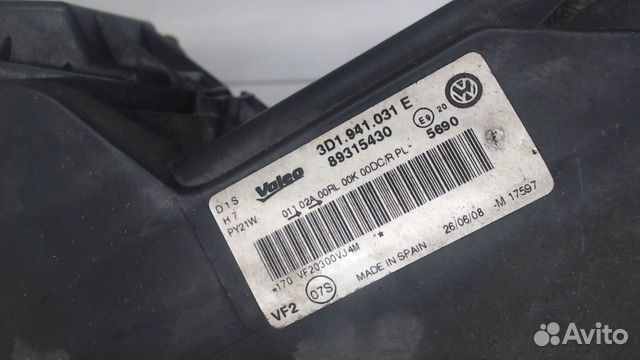 3D1.941.031 E
89315430
Valeo
E9 20
5690
D1S
H7
PY21W
011 02A 00RL 00K 00DC/R PL
*170 VF20300VJ4M *
VF2
07S
MADE IN SPAIN
26/06/08
-M 17597
Avito